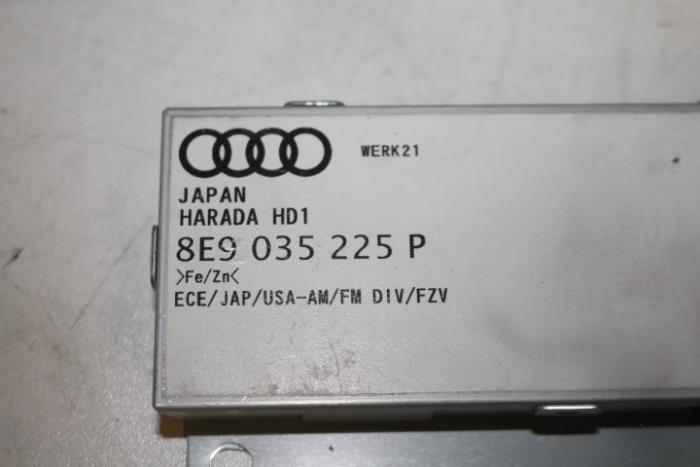 WERK21
JAPAN
HARADA HD1
8E9 035 225 P
>Fe/Zn<
ECE/JAP/USA-AM/FM DIV/FZV